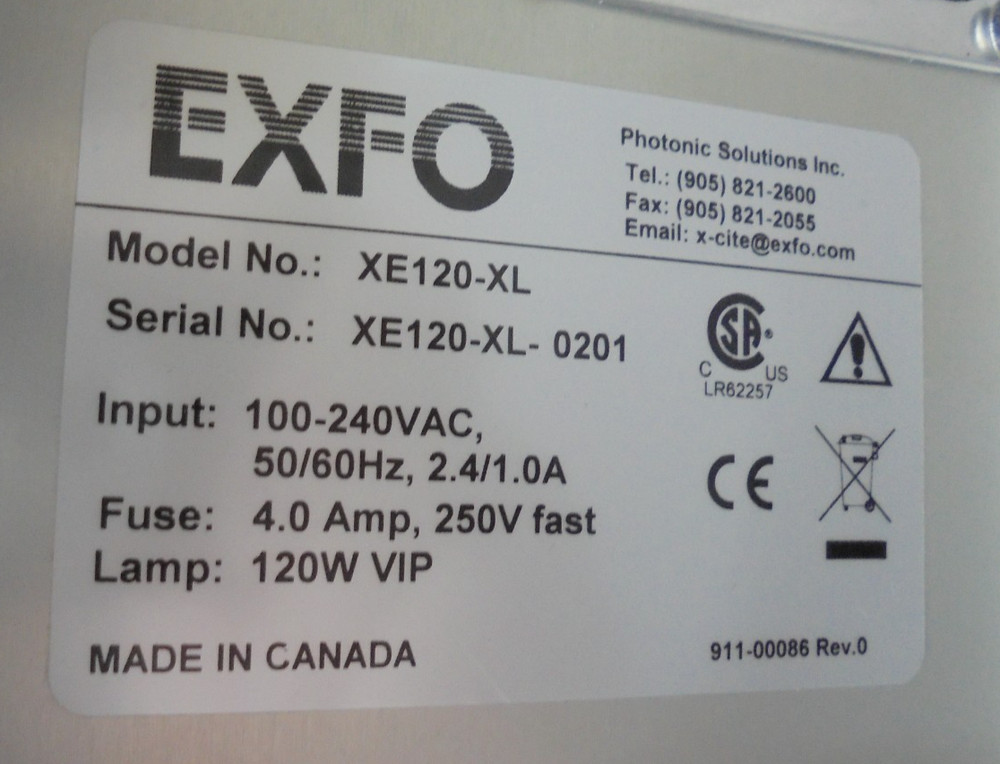 EXFO
Photonic Solutions Inc.
Tel.: (905) 821-2600
Fax: (905) 821-2055
Email: x-cite@exfo.com
Model No.: XE120-XL
Serial No.: XE120-XL- 0201
Input: 100-240VAC,
50/60Hz, 2.4/1.0A
Fuse: 4.0 Amp, 250V fast
Lamp: 120W VIP
MADE IN CANADA
CSA®
C US
LR62257
CE
911-00086 Rev.0